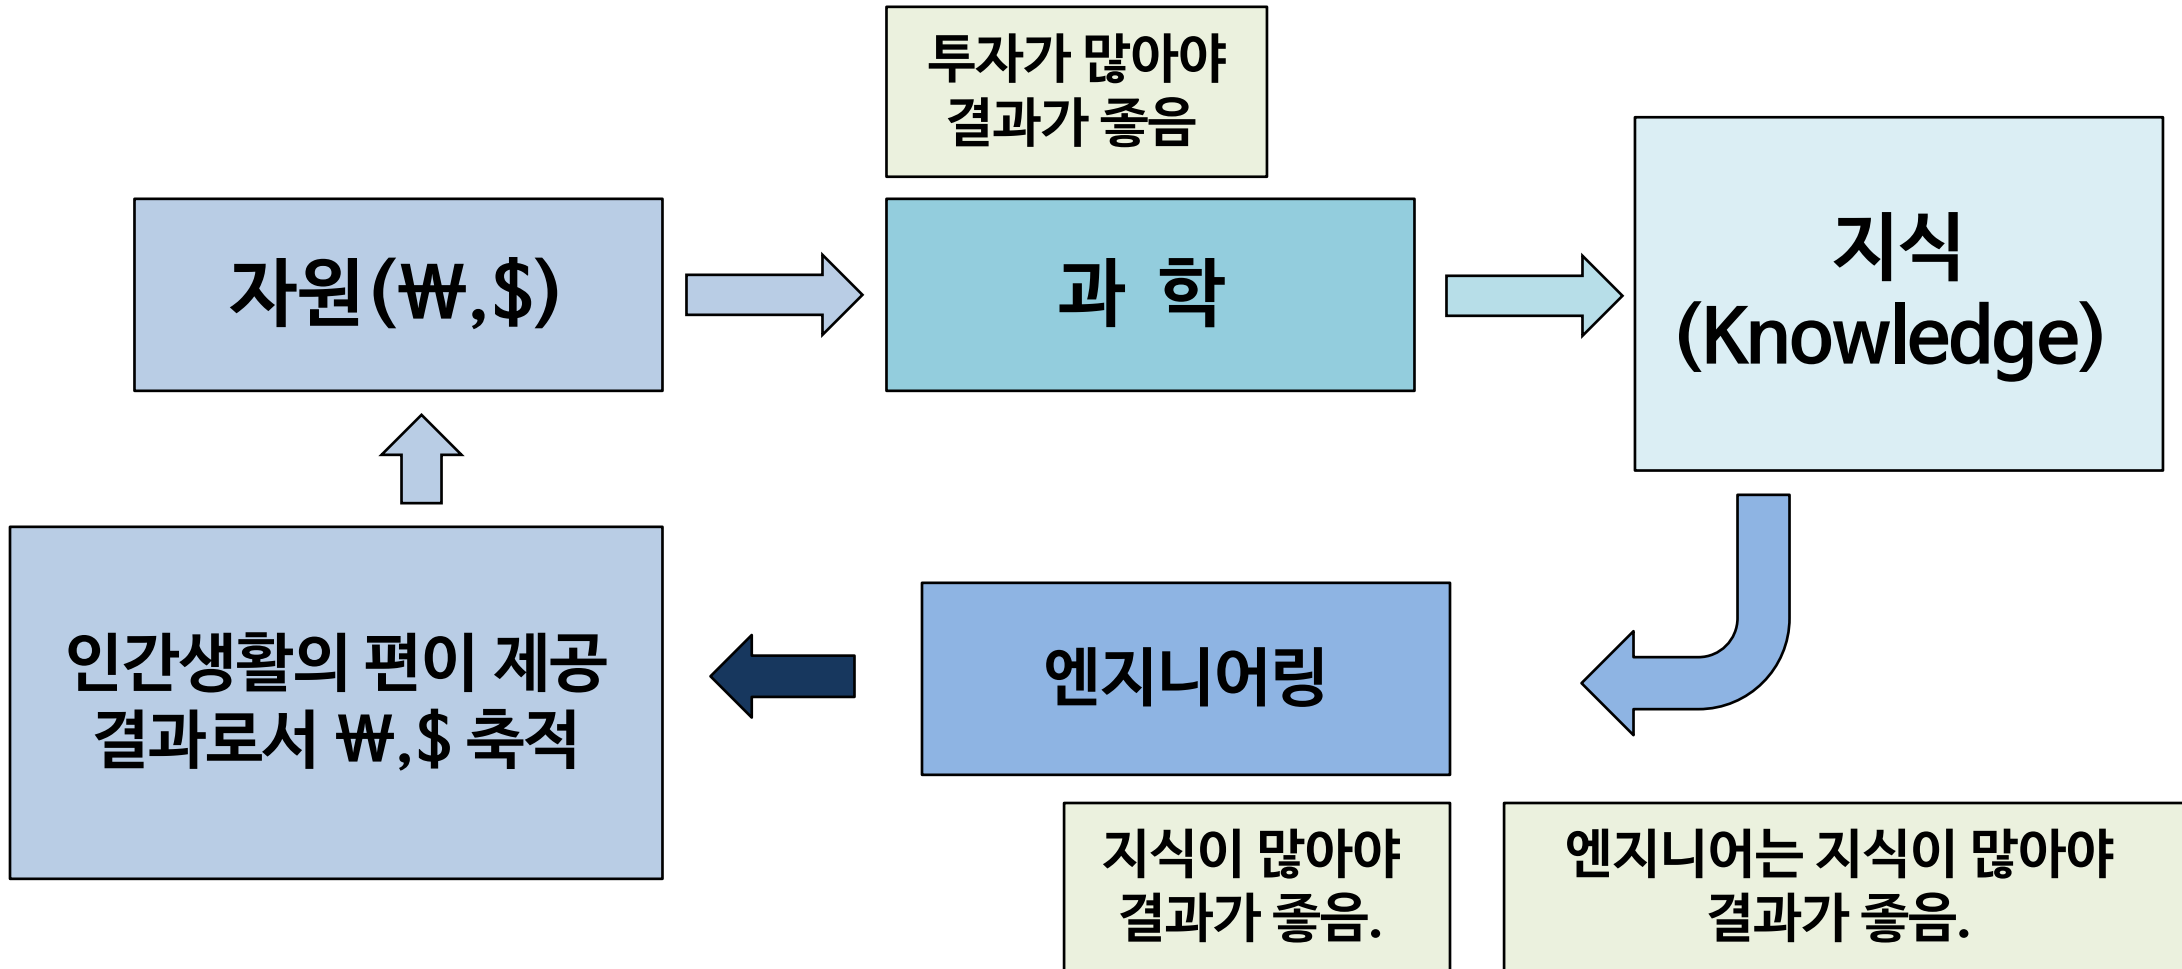 투자가 많아야
결과가 좋음
자원(₩,$)
과 학
지식
(Knowledge)
인간생활의 편이 제공
결과로서 ₩,$ 축적
엔지니어링
지식이 많아야
결과가 좋음.
엔지니어는 지식이 많아야
결과가 좋음.